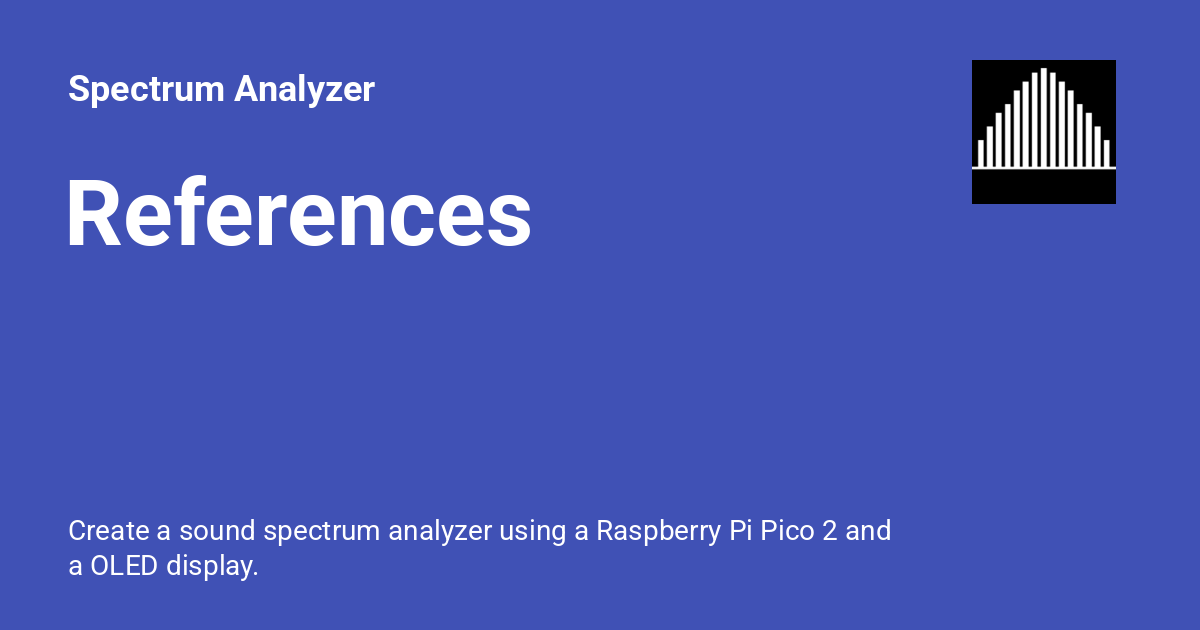 Spectrum Analyzer
References
Create a sound spectrum analyzer using a Raspberry Pi Pico 2 and
a OLED display.